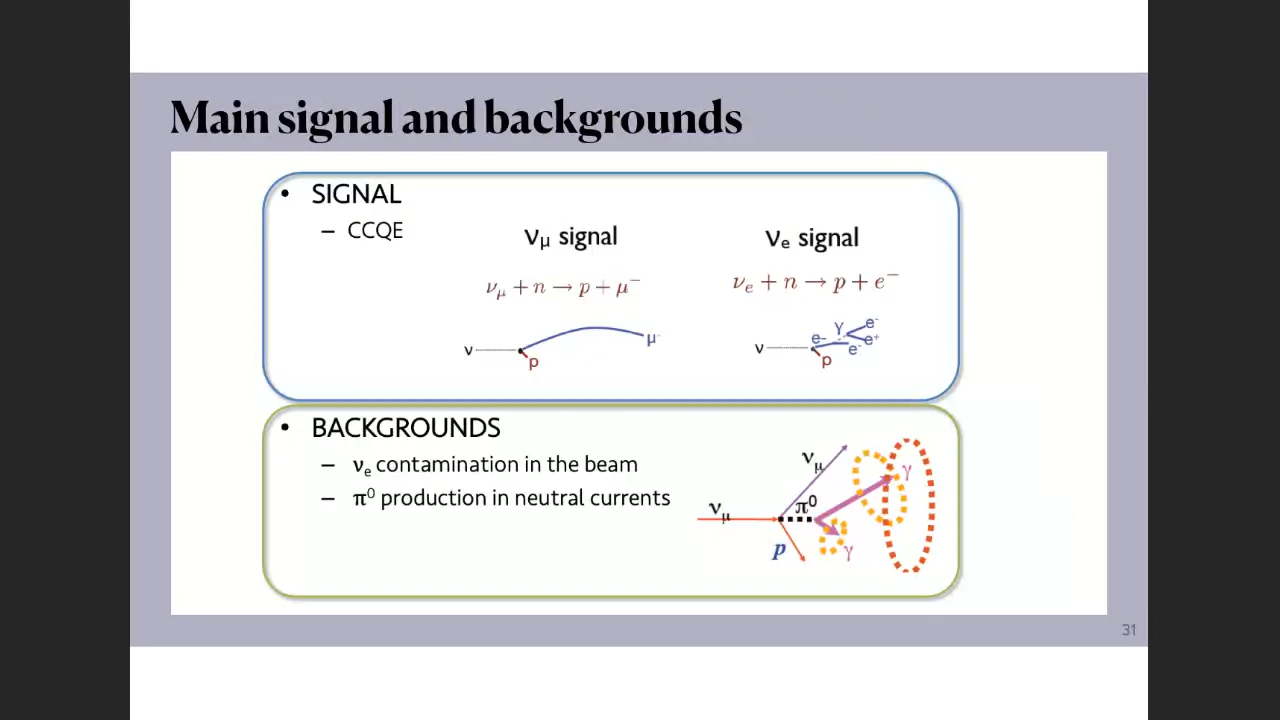 Main signal and backgrounds
• SIGNAL
– CCQE
νμ signal
νe signal
νμ + n → p + μ⁻
νe + n → p + e⁻
ν p μ⁻
ν e- p γ e⁻ e⁺ e⁻
• BACKGROUNDS
– νe contamination in the beam
– π⁰ production in neutral currents
νμ
νμ
π⁰
γ
p
γ
31